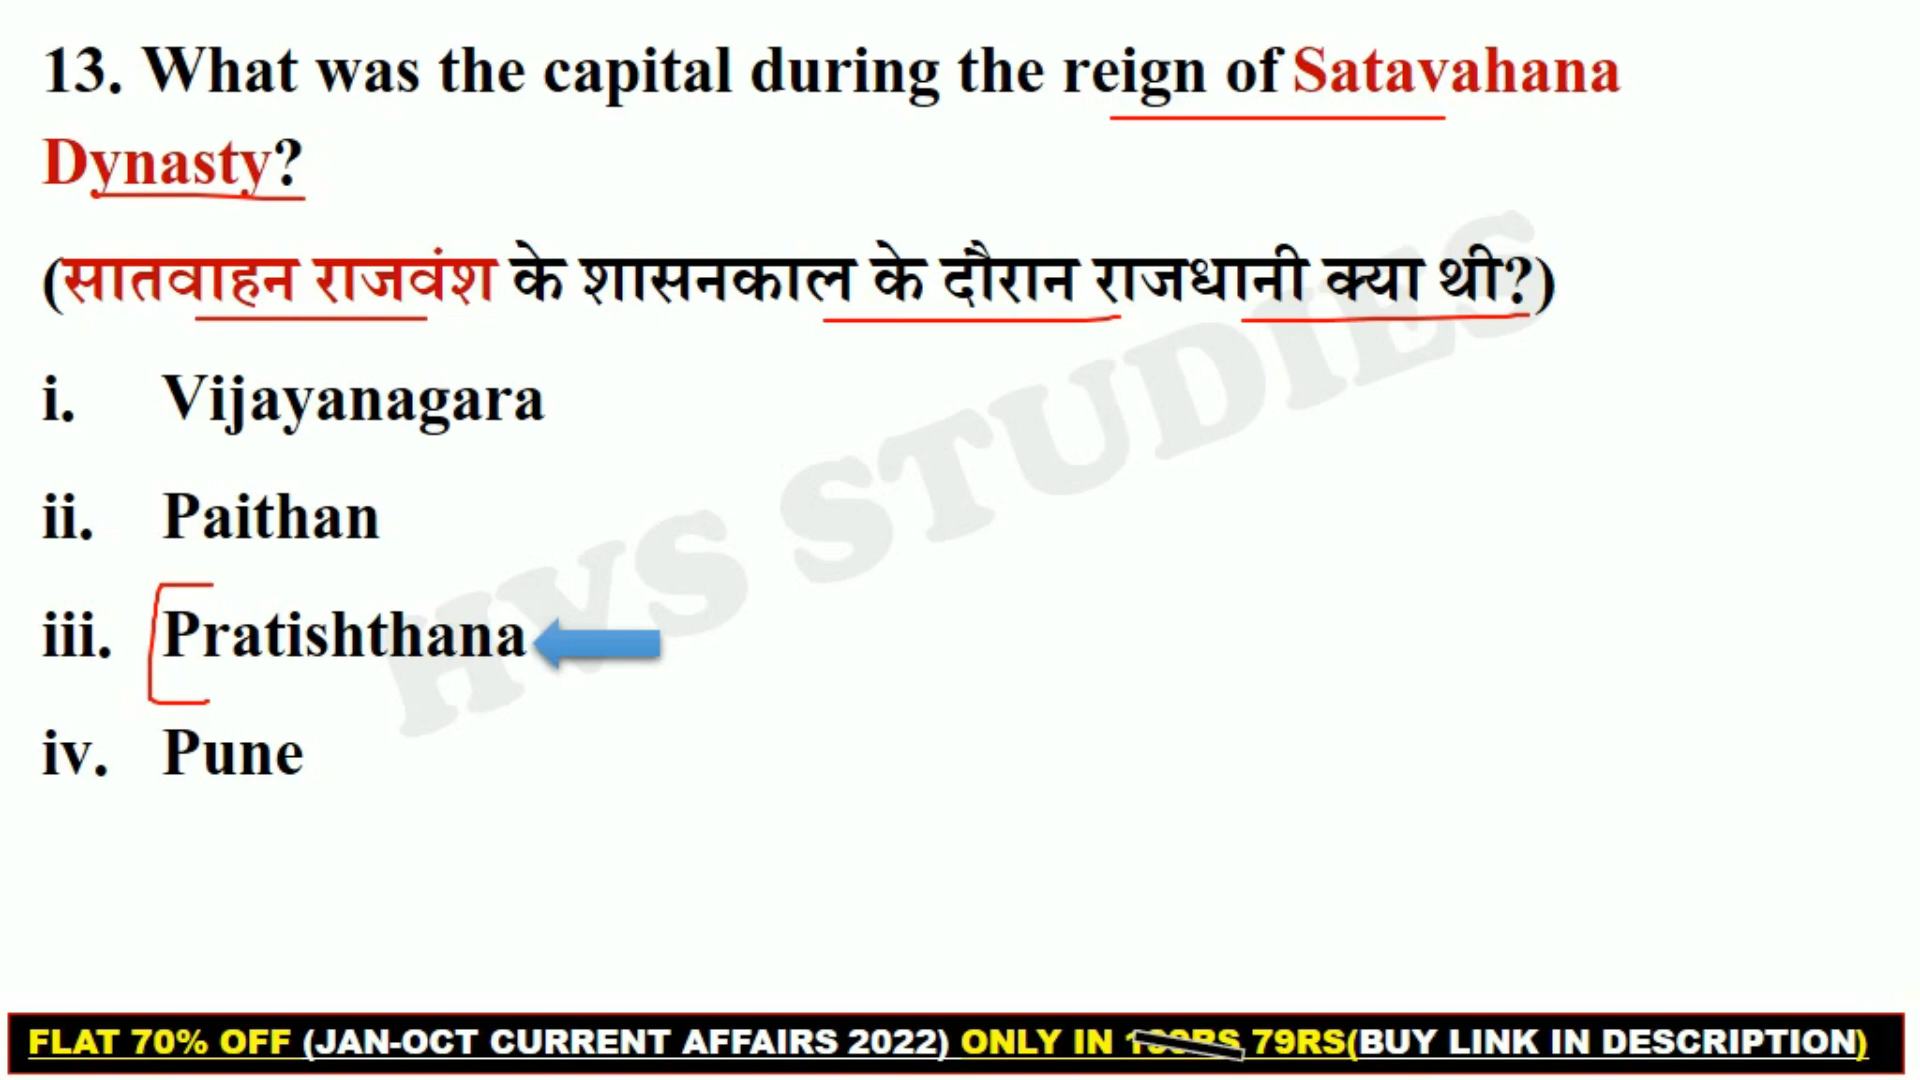 13. What was the capital during the reign of Satavahana
Dynasty?
(सातवाहन राजवंश के शासनकाल के दौरान राजधानी क्या थी?)
i. Vijayanagara
ii. Paithan
iii. Pratishthana
iv. Pune
HVS STUDIES
FLAT 70% OFF (JAN-OCT CURRENT AFFAIRS 2022) ONLY IN 79RS(BUY LINK IN DESCRIPTION)